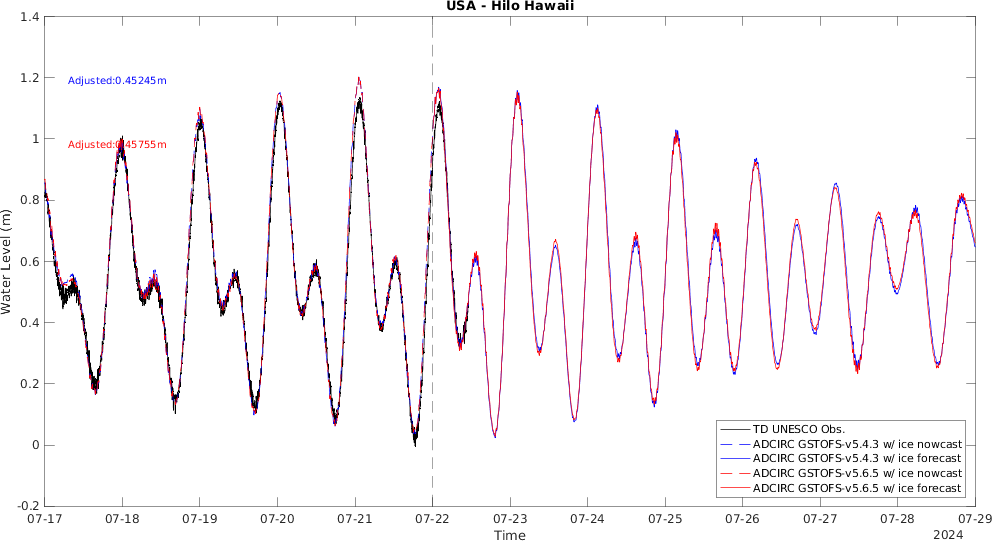 USA - Hilo Hawaii
1.4
1.2
1
0.8
0.6
0.4
0.2
0
-0.2
Water Level (m)
Adjusted:0.45245m
Adjusted:0.45755m
TD UNESCO Obs.
ADCIRC GSTOFS-v5.4.3 w/ ice nowcast
ADCIRC GSTOFS-v5.4.3 w/ ice forecast
ADCIRC GSTOFS-v5.6.5 w/ ice nowcast
ADCIRC GSTOFS-v5.6.5 w/ ice forecast
07-17 07-18 07-19 07-20 07-21 07-22 07-23 07-24 07-25 07-26 07-27 07-28 07-29
Time
2024